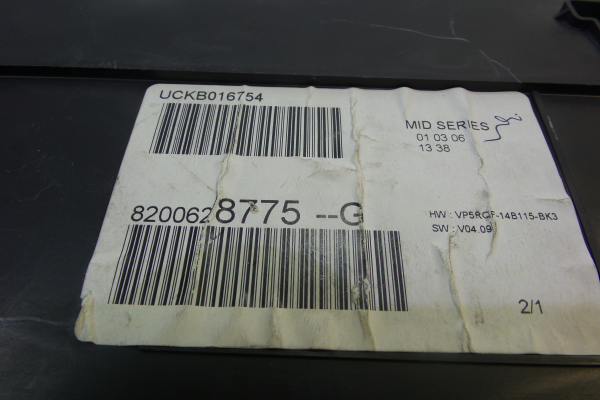 UCKB016754
MID SERIES
01 03 06
13 38
8200628775 --G
HW : VP5RGF-14B115-BK3
SW : V04.09
2/1